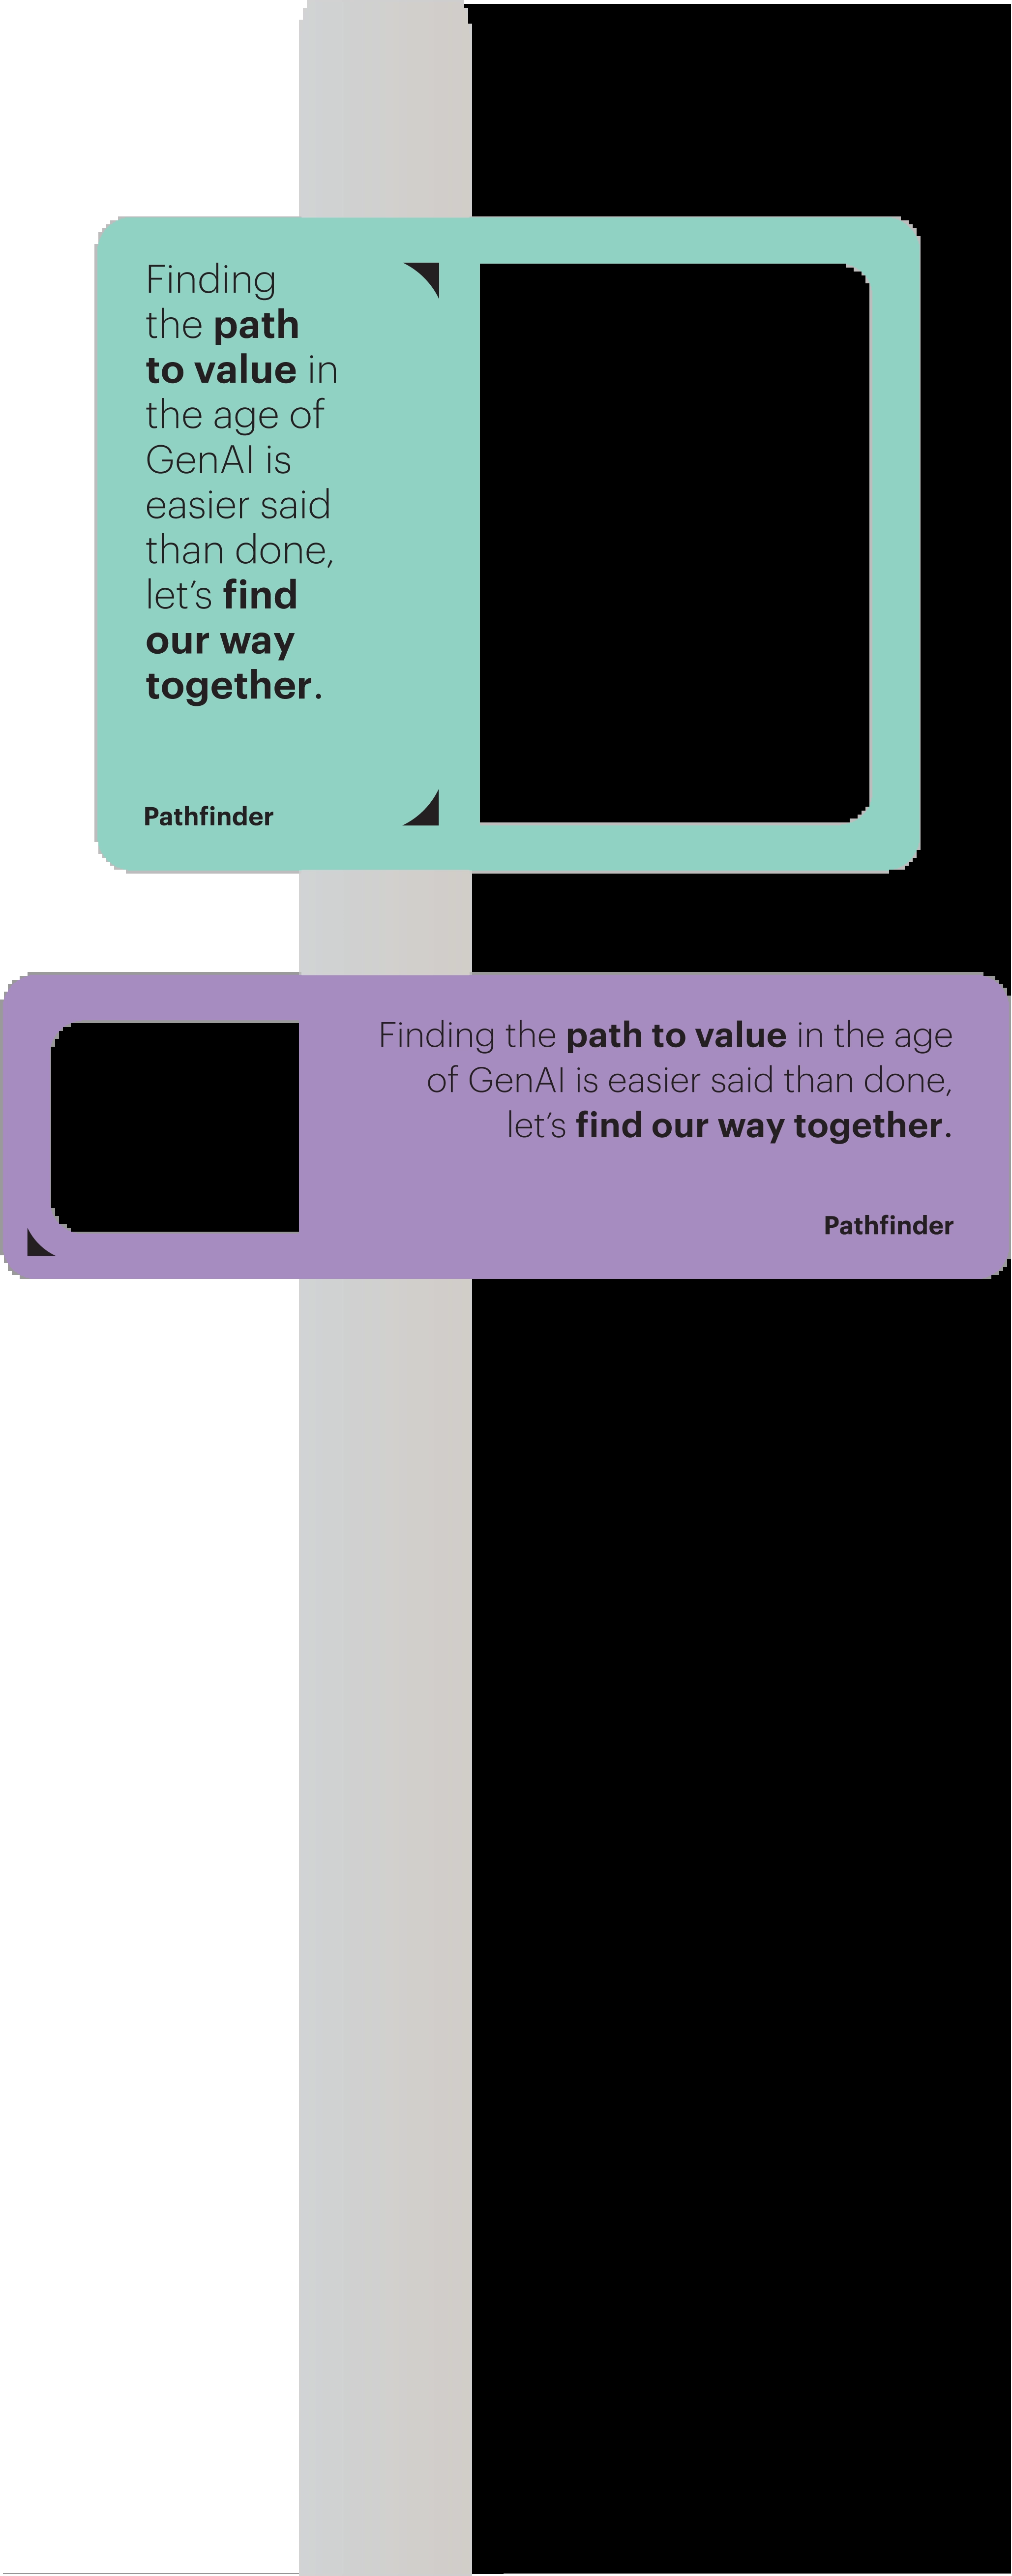 Finding
the path
to value in
the age of
GenAI is
easier said
than done,
let’s find
our way
together.
Pathfinder
Finding the path to value in the age
of GenAI is easier said than done,
let’s find our way together.
Pathfinder